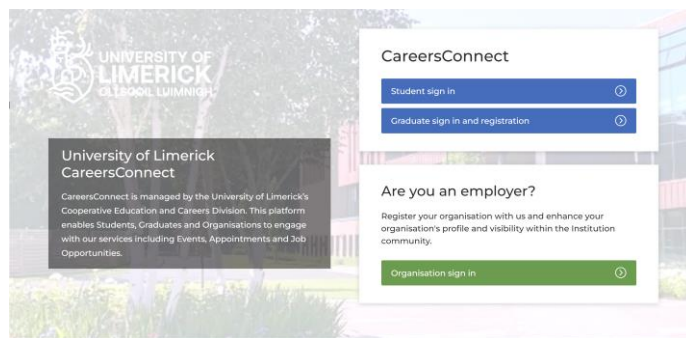 UNIVERSITY OF
LIMERICK
OLLSCOIL LUIMNIGH
University of Limerick
CareersConnect
CareersConnect is managed by the University of Limerick's
Cooperative Education and Careers Division. This platform
enables Students, Graduates and Organisations to engage
with our services including Events, Appointments and Job
Opportunities.
CareersConnect
Student sign in
Graduate sign in and registration
Are you an employer?
Register your organisation with us and enhance your
organisation's profile and visibility within the Institution
community.
Organisation sign in